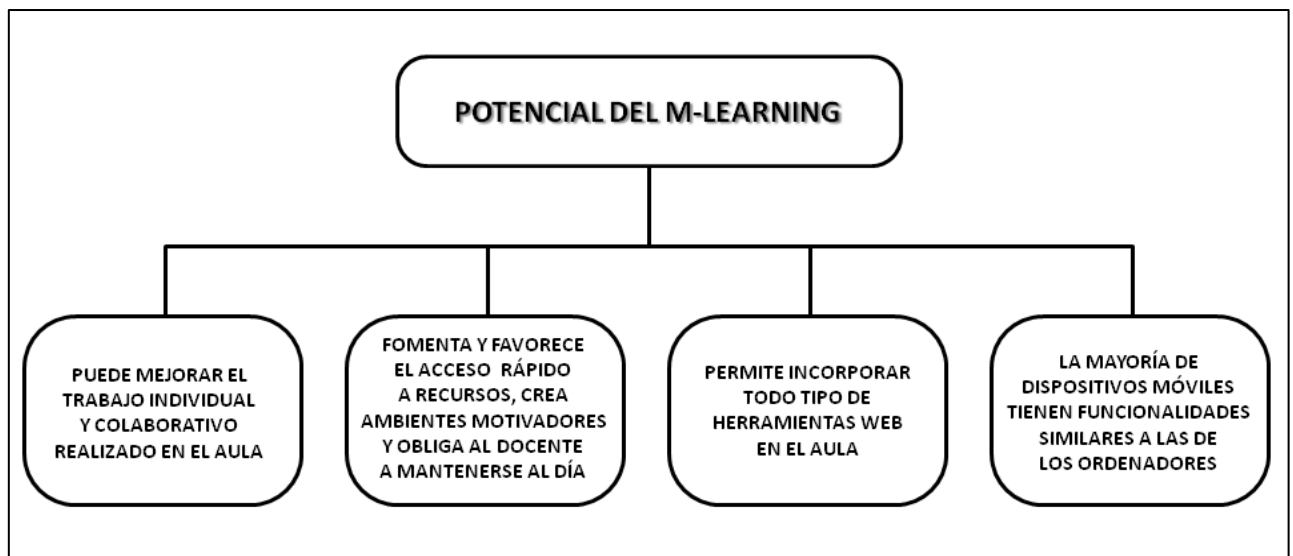 POTENCIAL DEL M-LEARNING
PUEDE MEJORAR EL
TRABAJO INDIVIDUAL
Y COLABORATIVO
REALIZADO EN EL AULA
FOMENTA Y FAVORECE
EL ACCESO RÁPIDO
A RECURSOS, CREA
AMBIENTES MOTIVADORES
Y OBLIGA AL DOCENTE
A MANTENERSE AL DÍA
PERMITE INCORPORAR
TODO TIPO DE
HERRAMIENTAS WEB
EN EL AULA
LA MAYORÍA DE
DISPOSITIVOS MÓVILES
TIENEN FUNCIONALIDADES
SIMILARES A LAS DE
LOS ORDENADORES